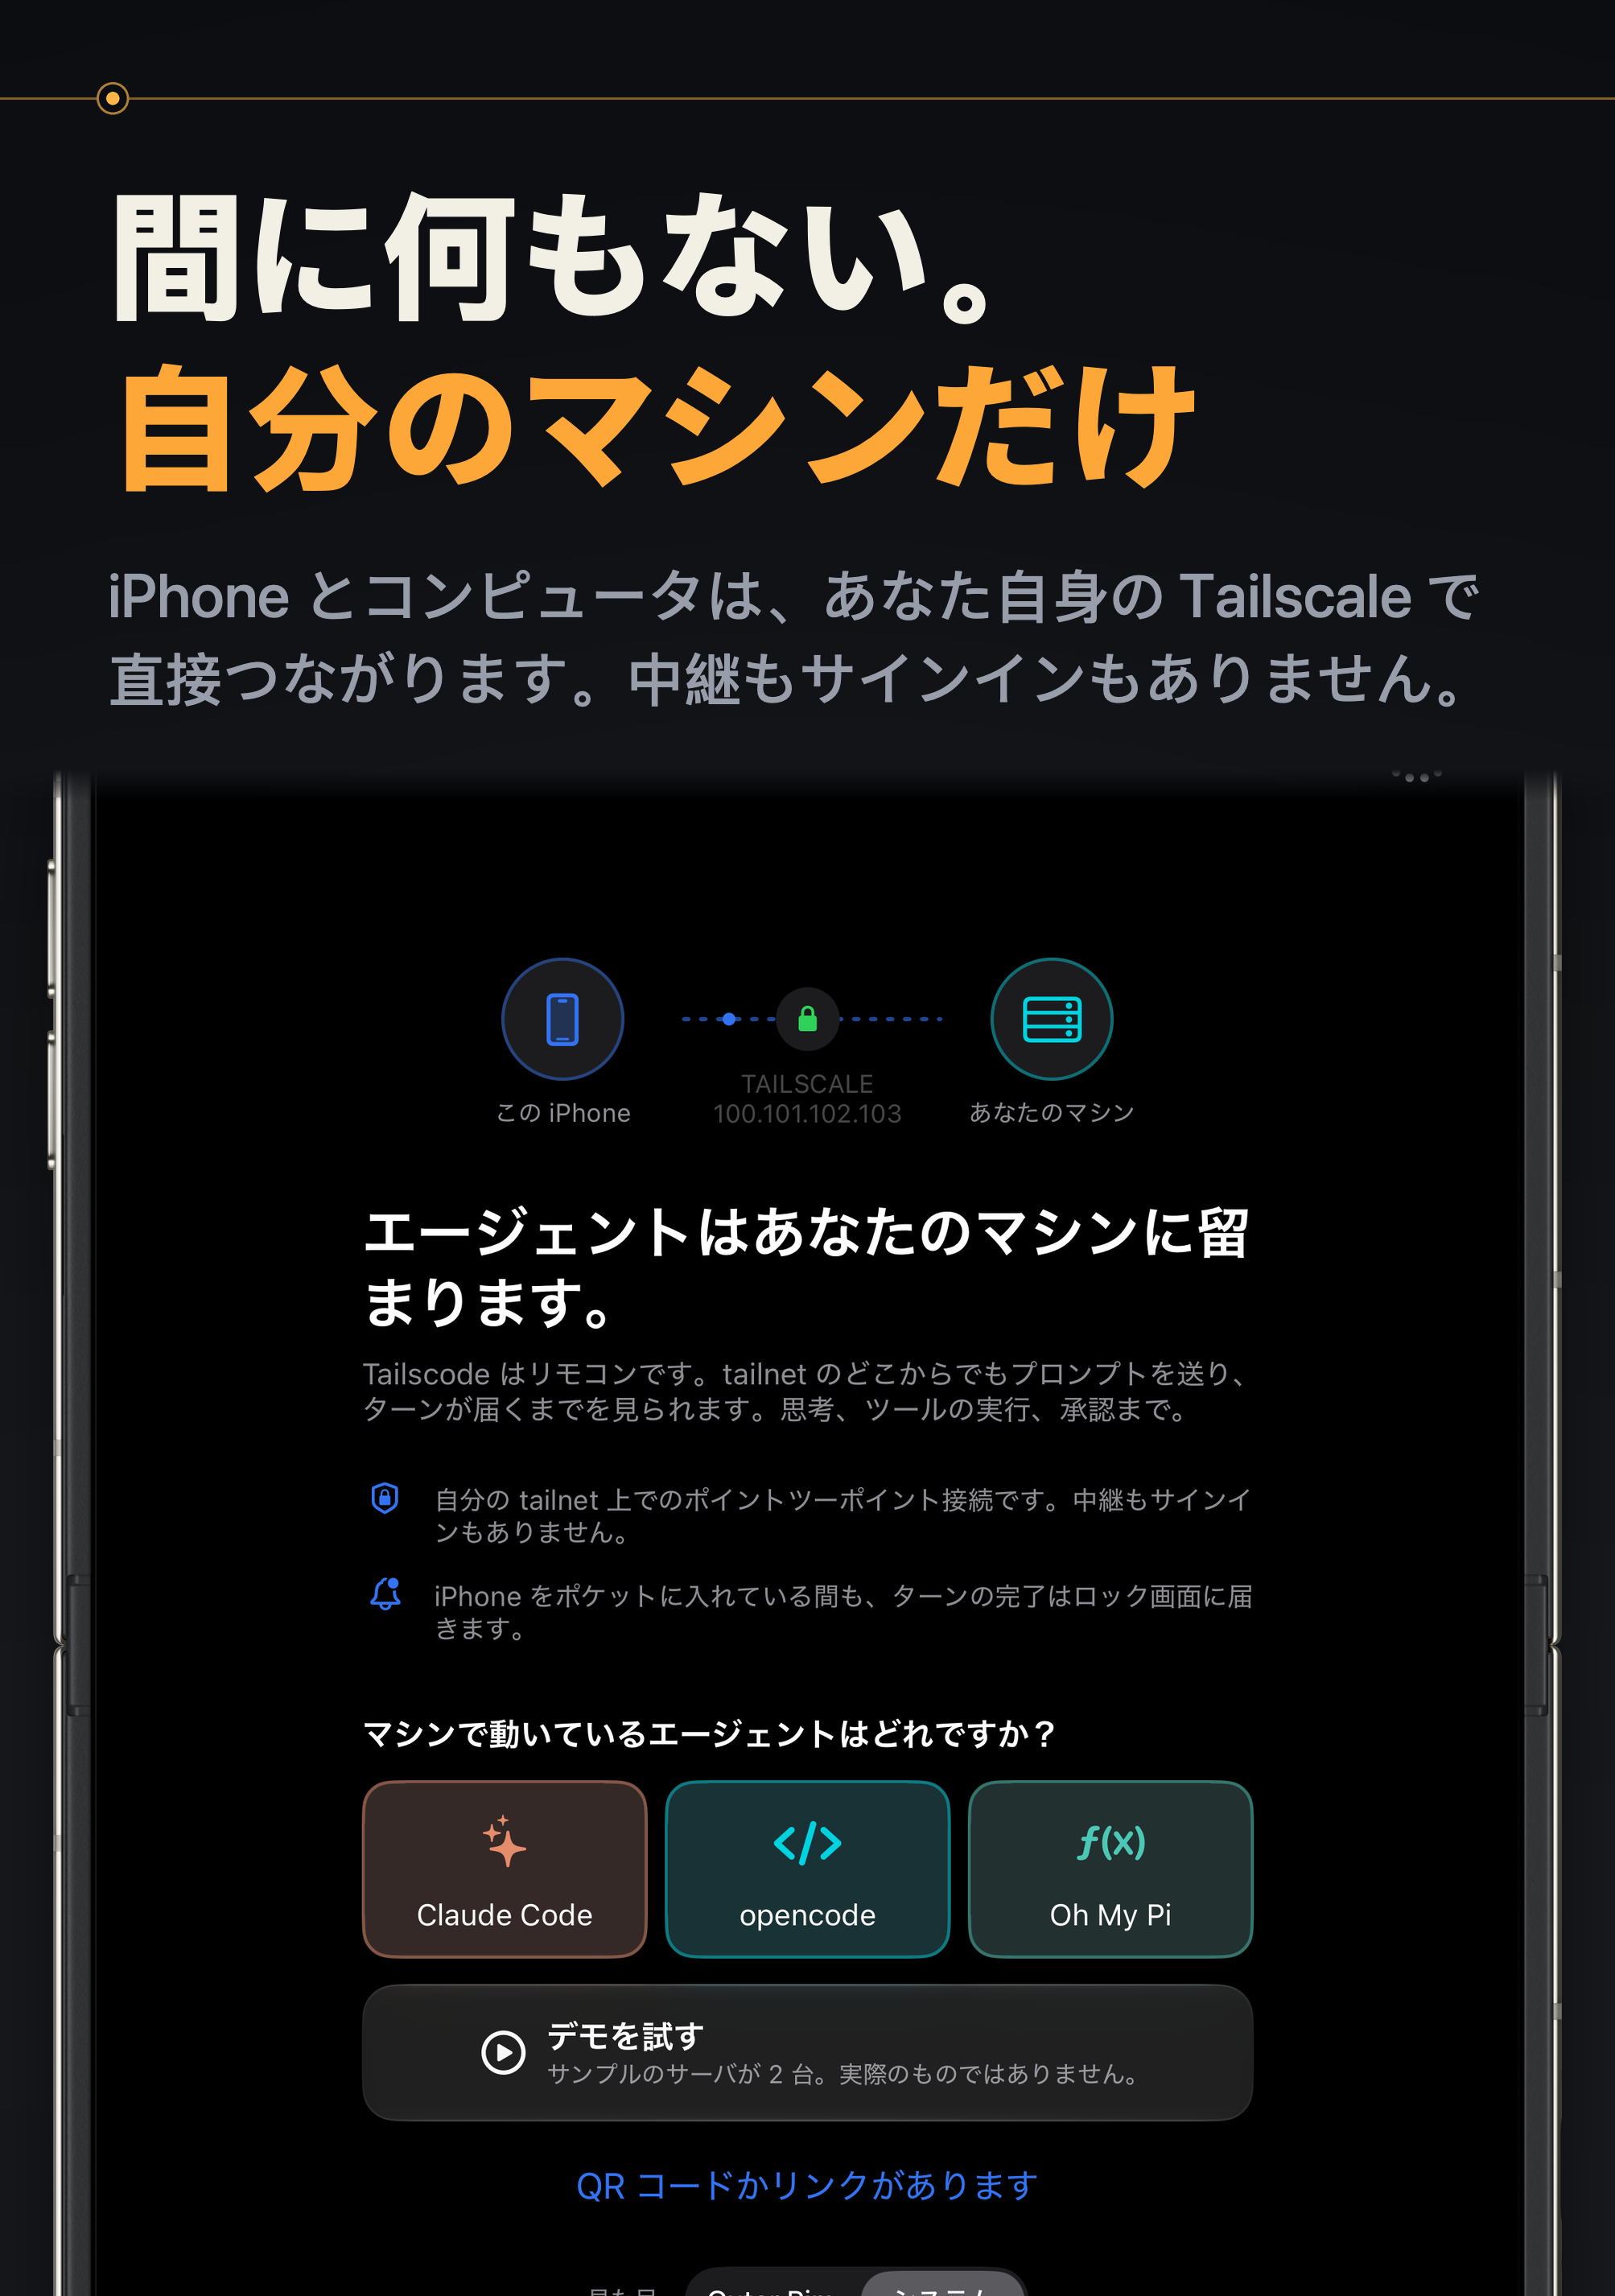 間に何もない。
自分のマシンだけ
iPhone とコンピュータは、あなた自身の Tailscale で
直接つながります。中継もサインインもありません。
TAILSCALE
この iPhone
100.101.102.103
あなたのマシン
エージェントはあなたのマシンに留
まります。
Tailscode はリモコンです。tailnet のどこからでもプロンプトを送り、
ターンが届くまでを見られます。思考、ツールの実行、承認まで。
自分の tailnet 上でのポイントツーポイント接続です。中継もサインイ
ンもありません。
iPhone をポケットに入れている間も、ターンの完了はロック画面に届
きます。
マシンで動いているエージェントはどれですか？
ƒ(x)
Claude Code
opencode
Oh My Pi
デモを試す
サンプルのサーバが 2 台。実際のものではありません。
QR コードかリンクがあります